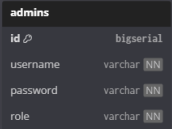 admins
id bigserial
username varchar NN
password varchar NN
role varchar NN